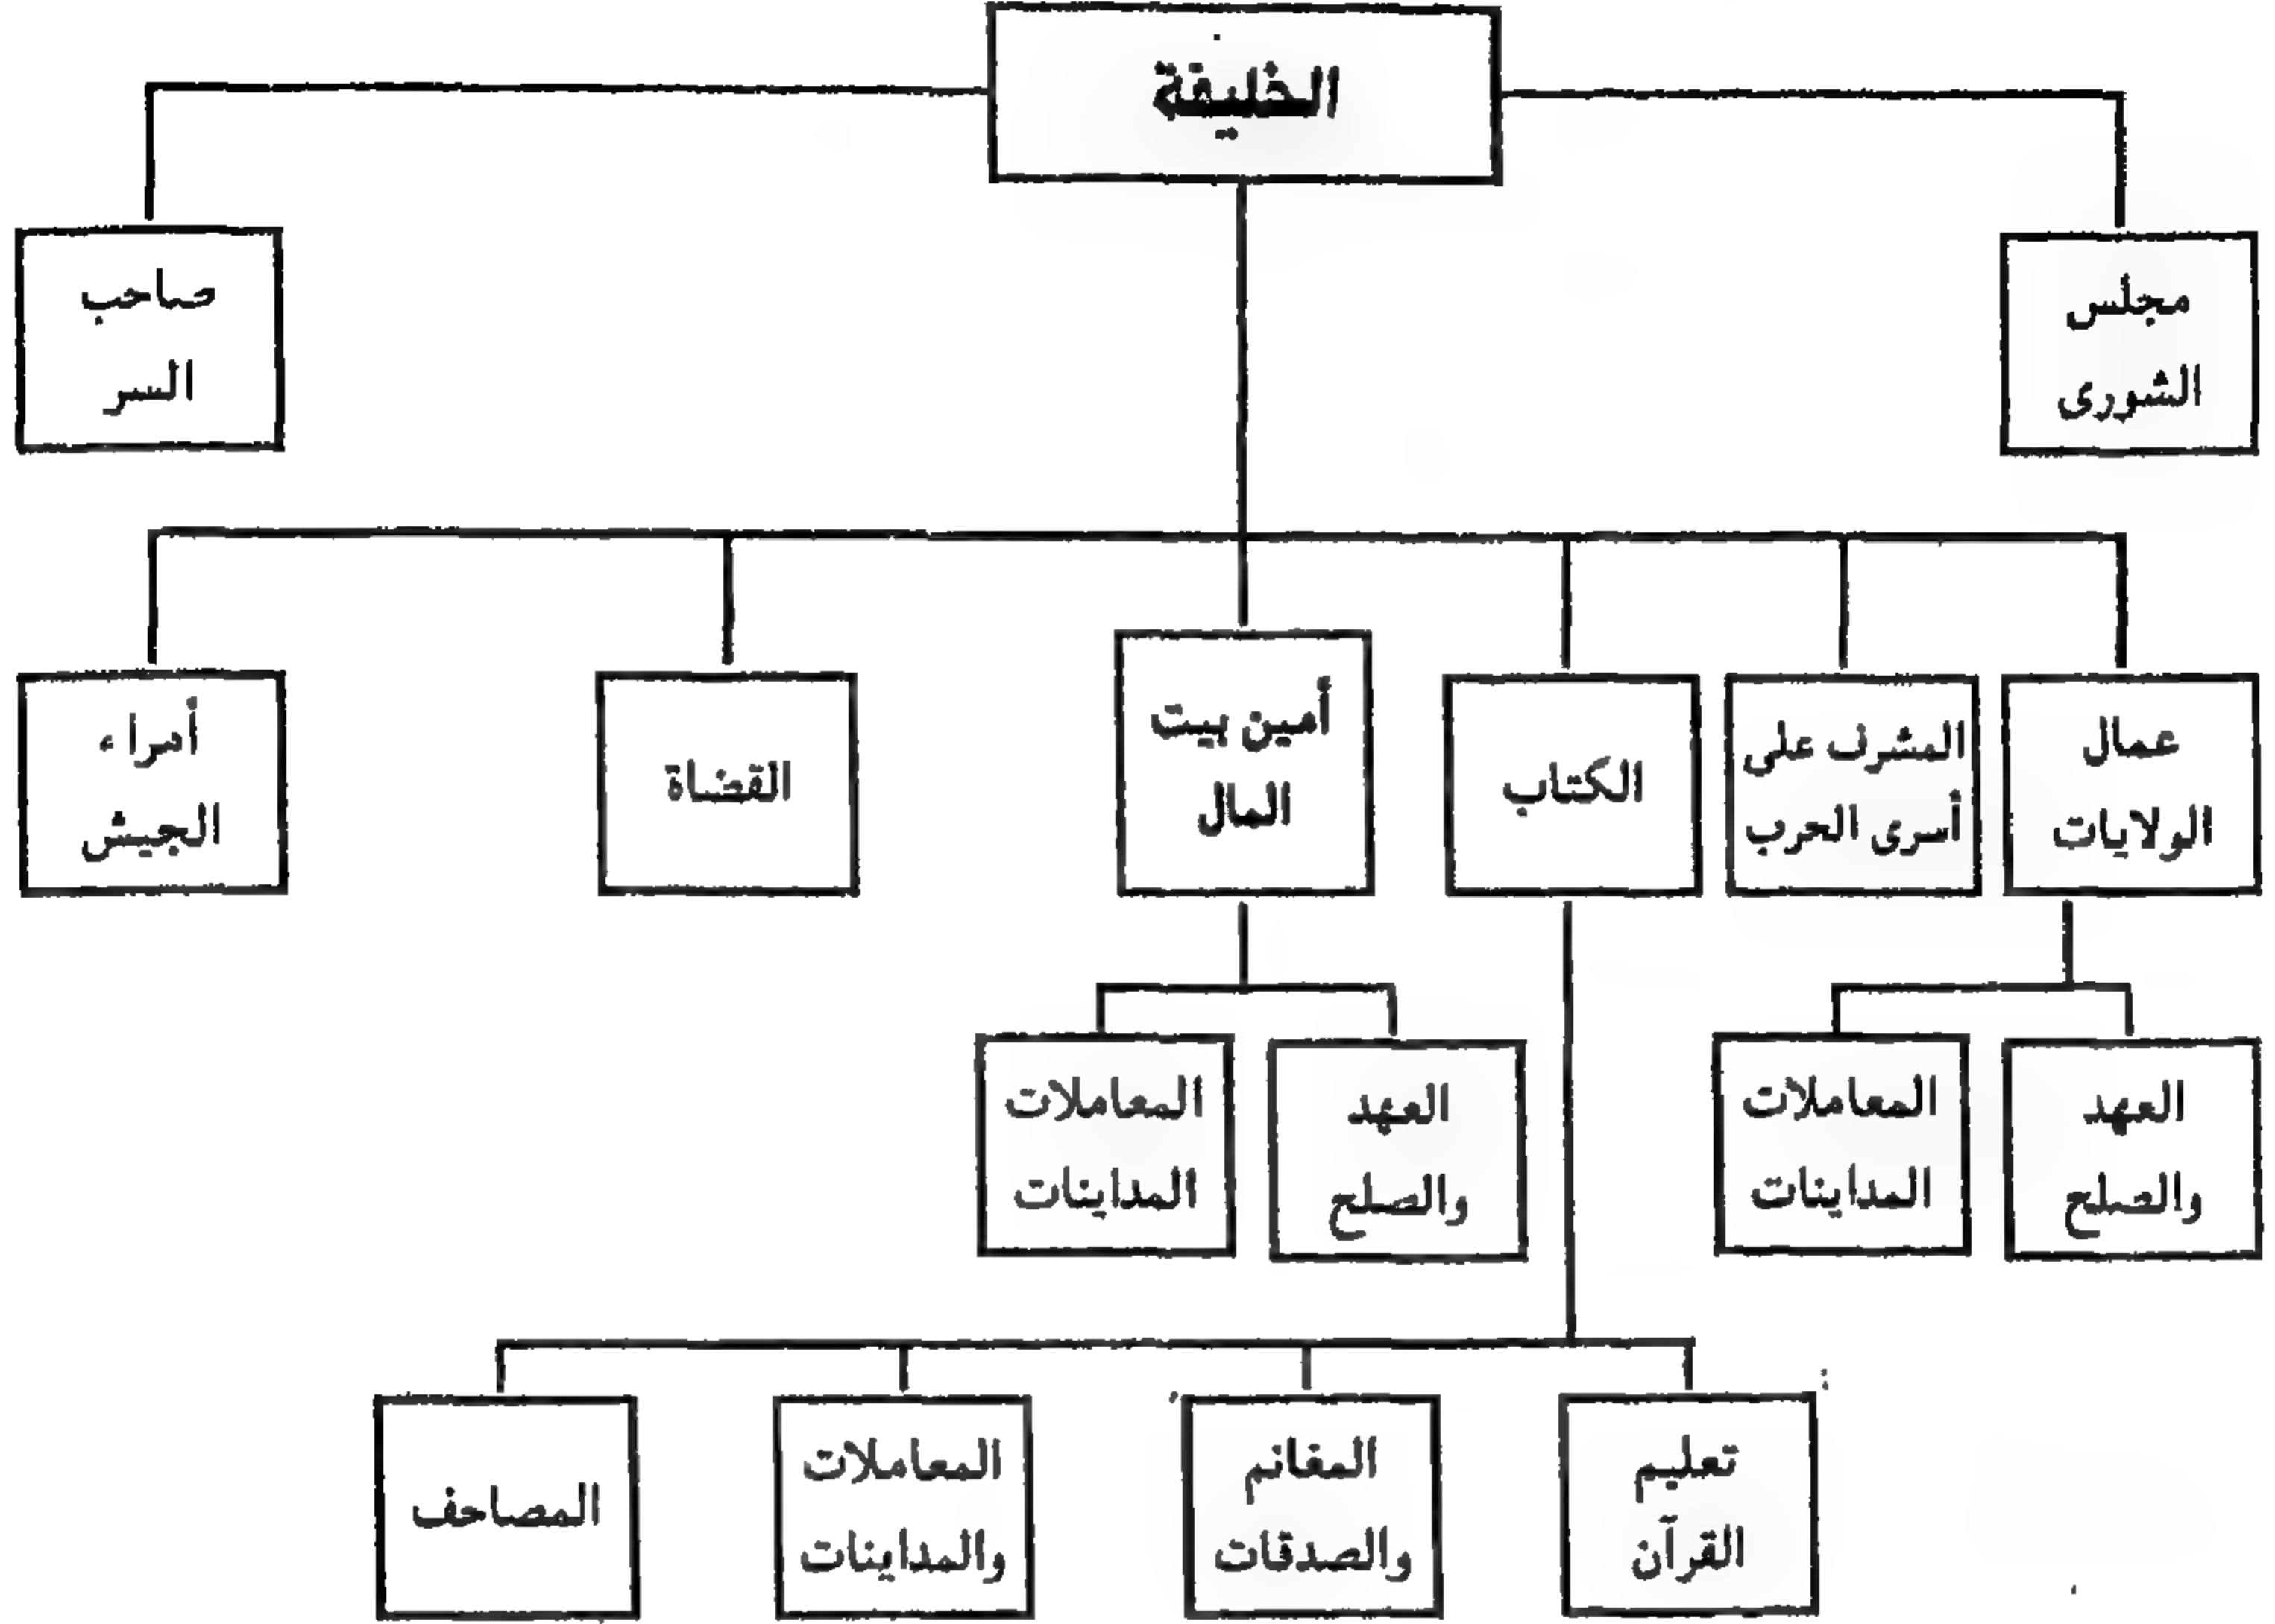 الخليفة
مجلس
الشورى
صاحب
السر
عمال
الولايات
المشرف على
أسرى الحرب
الكتاب
أمين بيت
المال
القضاة
أمراء
الجيش
العهد
والصلح
المعاملات
المداينات
العهد
والصلح
المعاملات
المداينات
تعليم
القرآن
المغانم
والصدقات
المعاملات
والمداينات
المصاحف